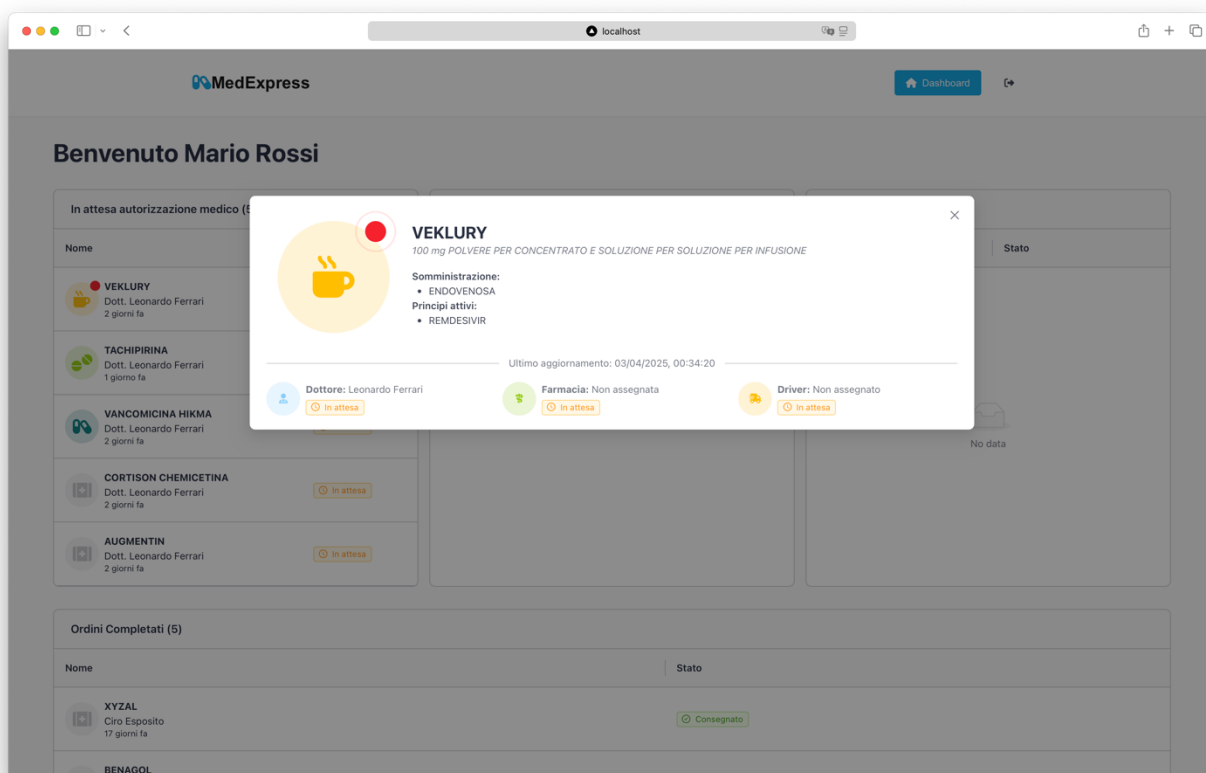 localhost
MedExpress
Dashboard
Benvenuto Mario Rossi
In attesa autorizzazione medico (5
Nome
Stato
VEKLURY
Dott. Leonardo Ferrari
2 giorni fa
TACHIPIRINA
Dott. Leonardo Ferrari
1 giorno fa
VANCOMICINA HIKMA
Dott. Leonardo Ferrari
2 giorni fa
CORTISON CHEMICETINA
Dott. Leonardo Ferrari
2 giorni fa
In attesa
AUGMENTIN
Dott. Leonardo Ferrari
2 giorni fa
In attesa
VEKLURY
100 mg POLVERE PER CONCENTRATO E SOLUZIONE PER SOLUZIONE PER INFUSIONE
Somministrazione:
• ENDOVENOSA
Principi attivi:
• REMDESIVIR
Ultimo aggiornamento: 03/04/2025, 00:34:20
Dottore: Leonardo Ferrari
In attesa
Farmacia: Non assegnata
In attesa
Driver: Non assegnato
In attesa
No data
Ordini Completati (5)
Nome
Stato
XYZAL
Ciro Esposito
17 giorni fa
Consegnato
BENAGOL